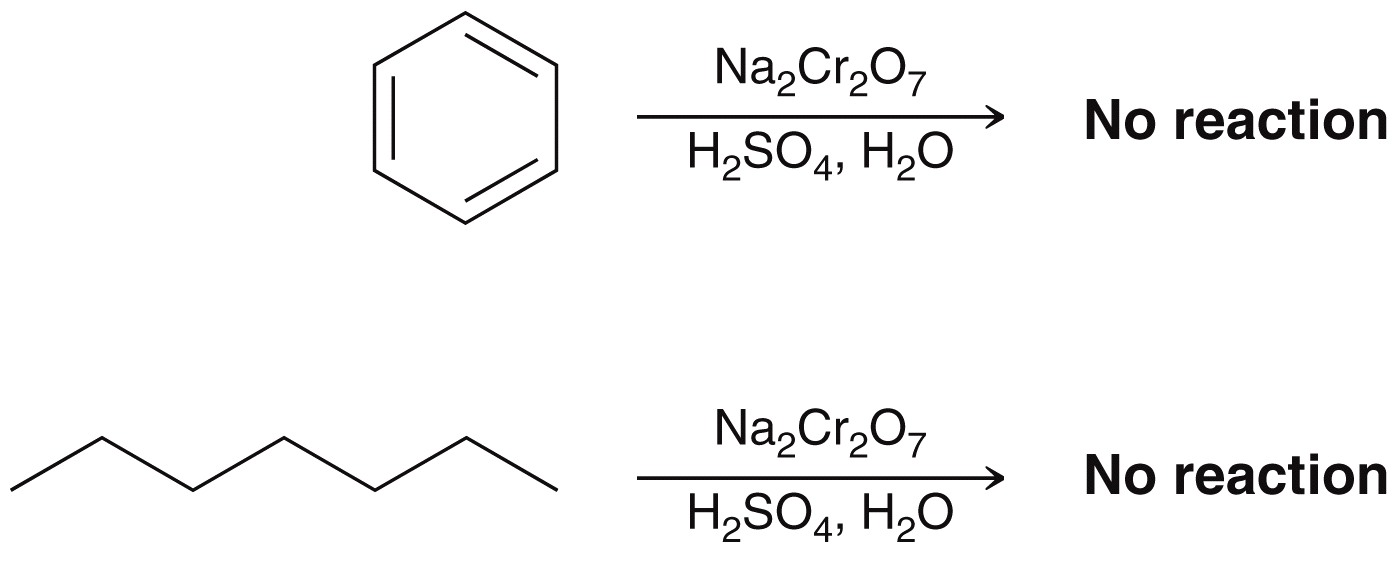 Na₂Cr₂O₇
H₂SO₄, H₂O
No reaction
Na₂Cr₂O₇
H₂SO₄, H₂O
No reaction